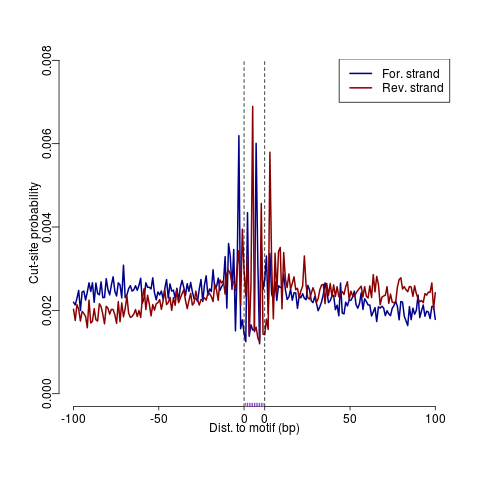 For. strand
Rev. strand
Cut-site probability
0.000
0.002
0.004
0.006
0.008
-100
-50
0
0
50
100
Dist. to motif (bp)